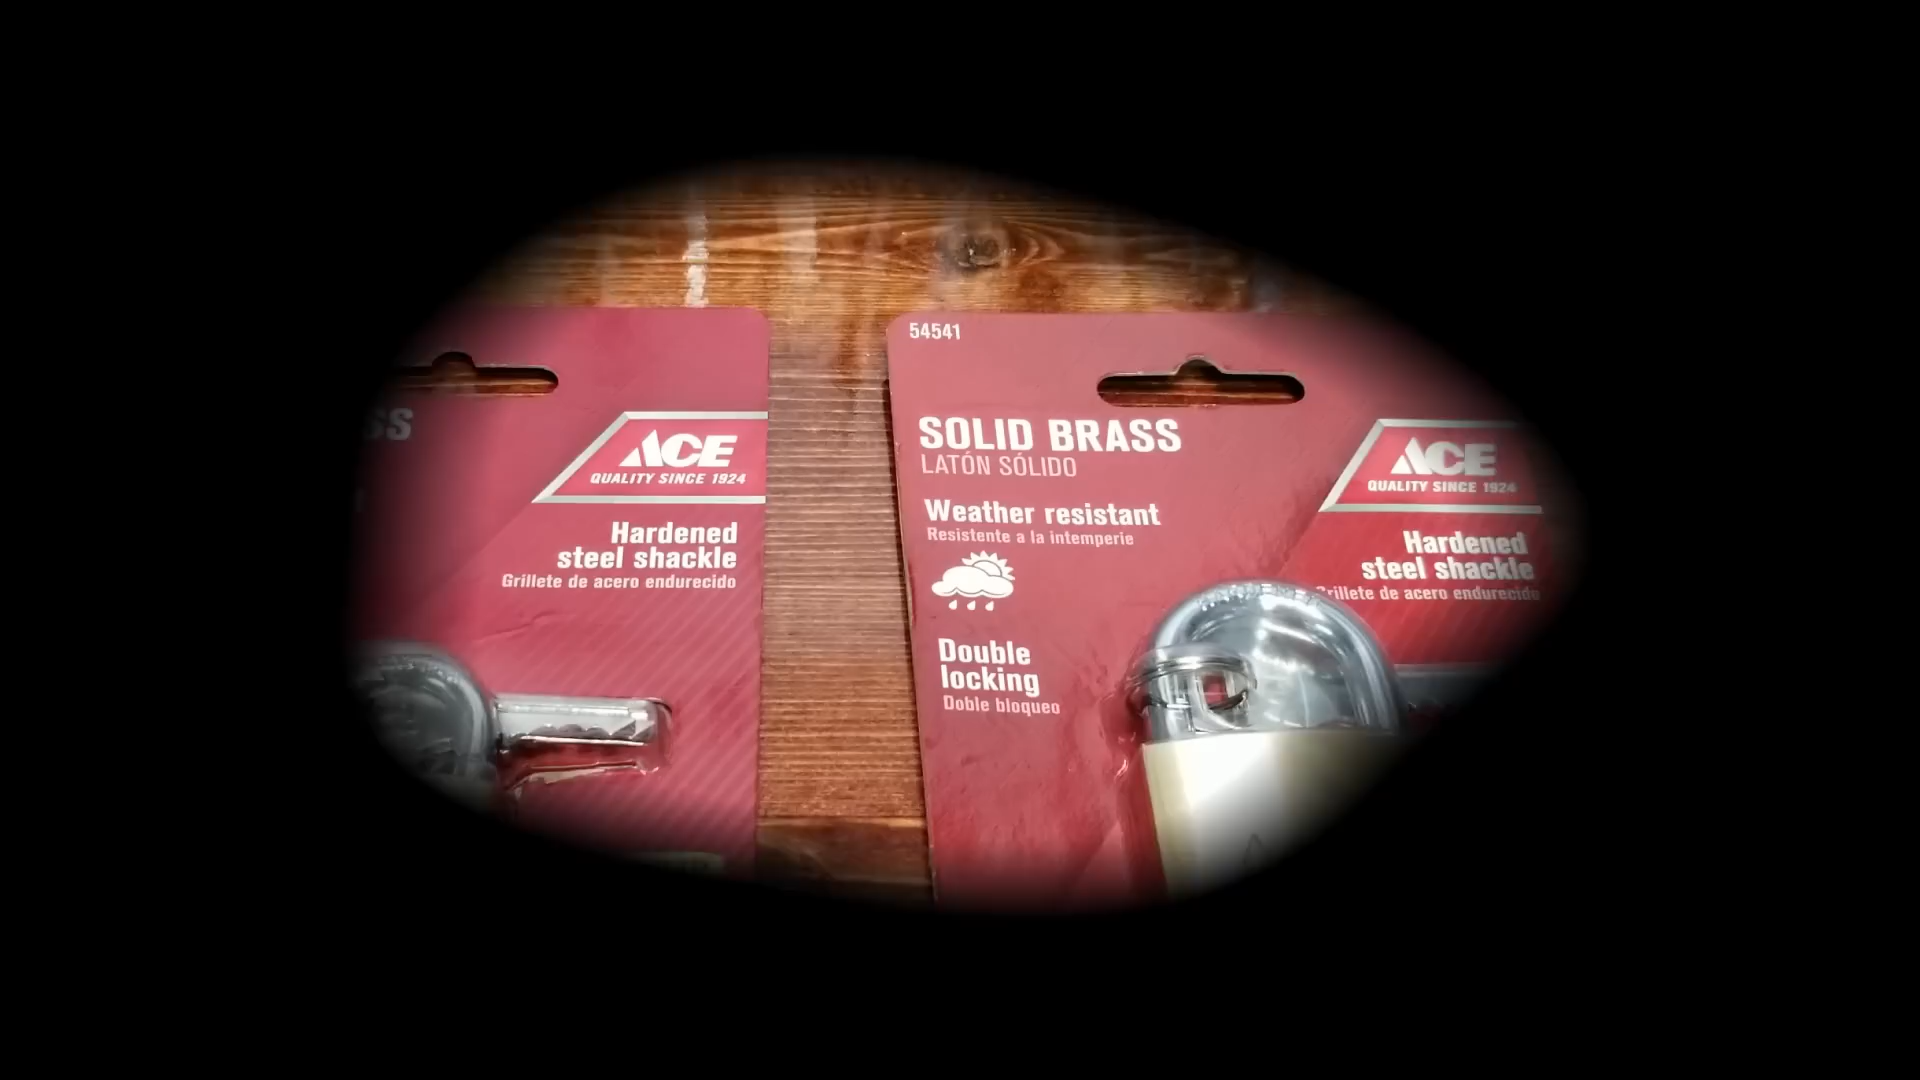 ACE
QUALITY SINCE 1924
Hardened
steel shackle
Grillete de acero endurecido
54541
SOLID BRASS
LATÓN SÓLIDO
Weather resistant
Resistente a la intemperie
Double
locking
Doble bloqueo
ACE
QUALITY SINCE 1924
Hardened
steel shackle
Grillete de acero endurecido